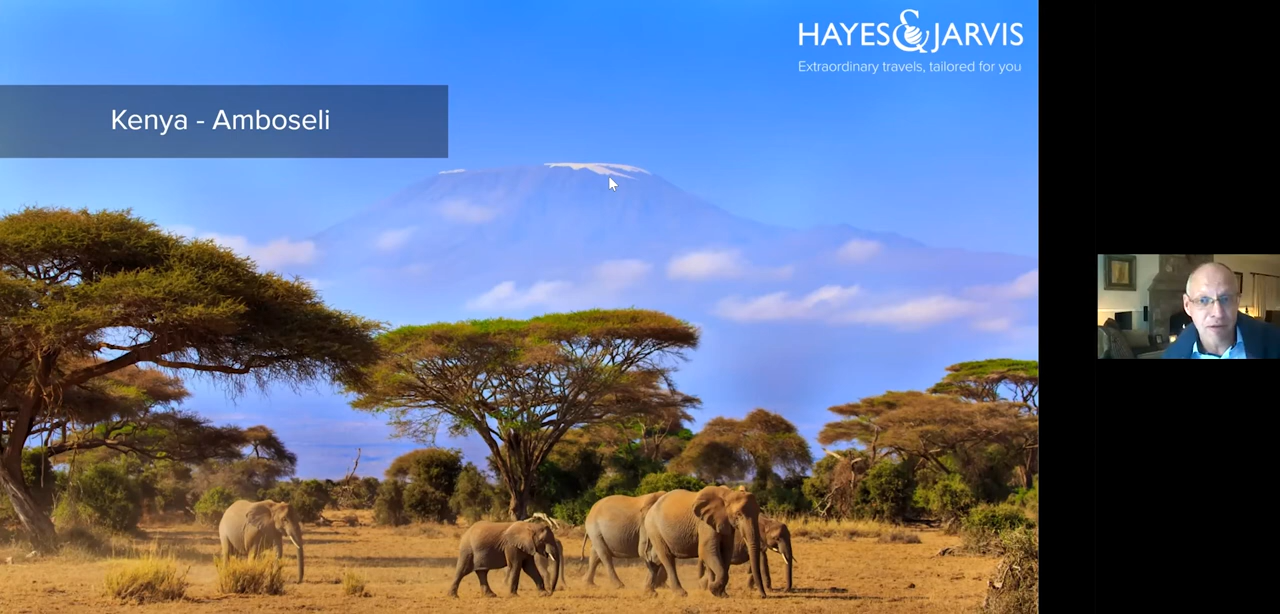 HAYES & JARVIS
Extraordinary travels, tailored for you
Kenya - Amboseli